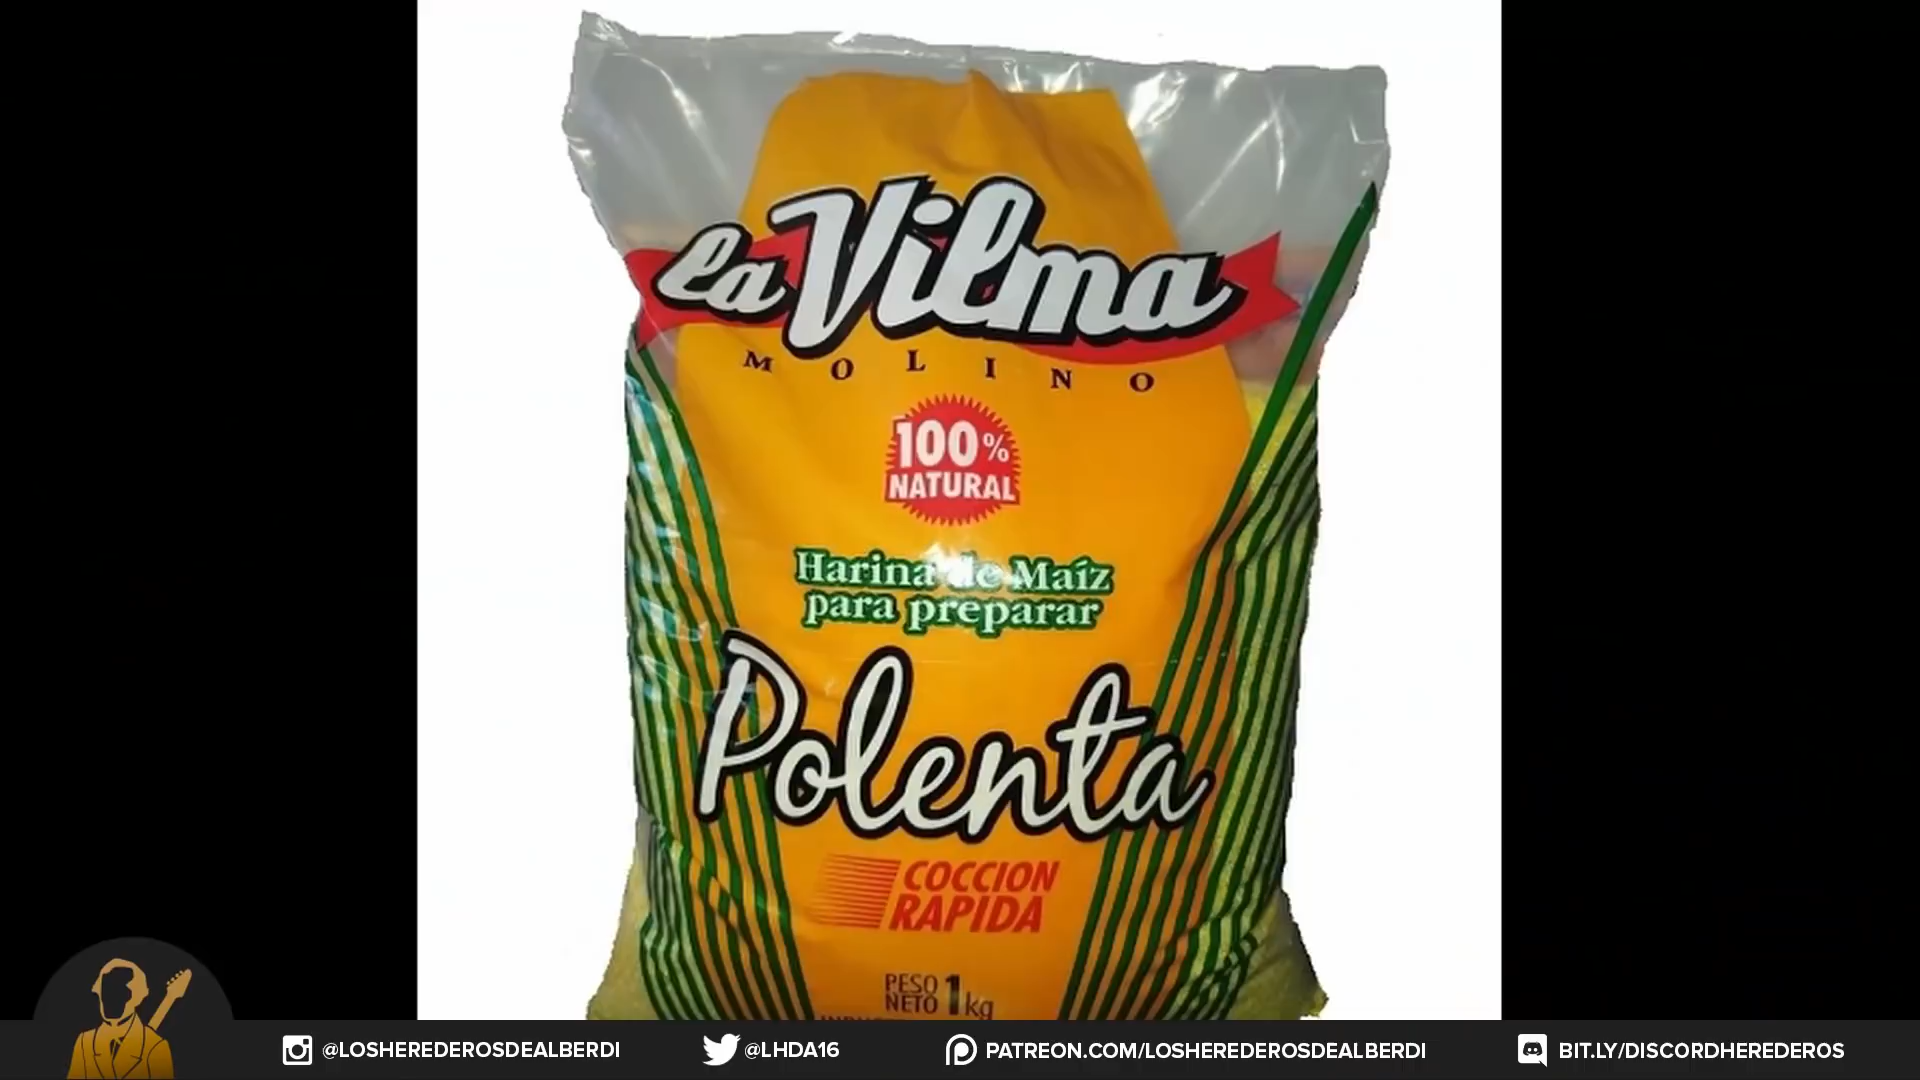 la Vilma
MOLINO
100%
NATURAL
Harina de Maíz
para preparar
Polenta
COCCION
RAPIDA
PESO
NETO 1kg
@LOSHEREDEROSDEALBERDI
@LHDA16
PATREON.COM/LOSHEREDEROSDEALBERDI
BIT.LY/DISCORDHEREDEROS